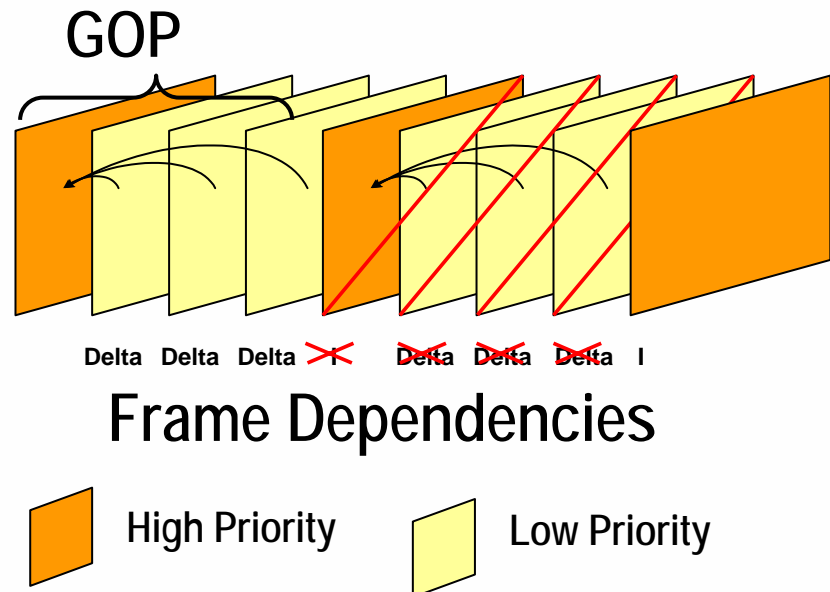 GOP
Delta Delta Delta I Delta Delta Delta I
Frame Dependencies
High Priority
Low Priority